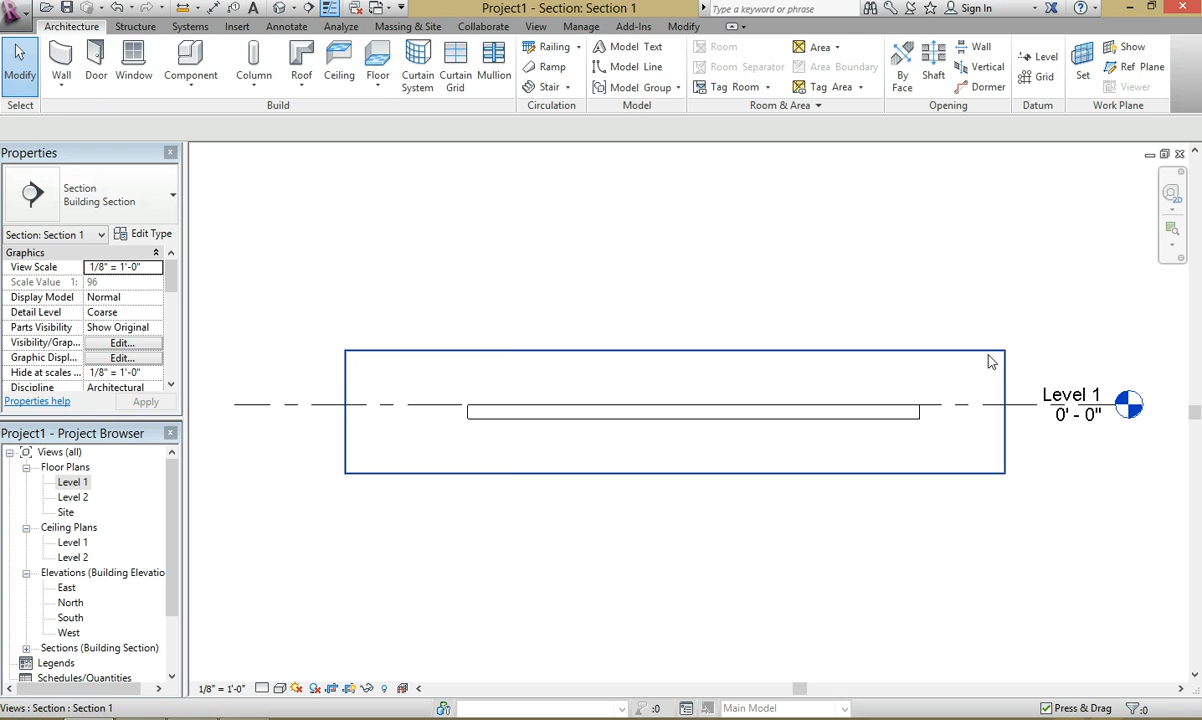 Project1 - Section: Section 1
Type a keyword or phrase
Sign In
Architecture Structure Systems Insert Annotate Analyze Massing & Site Collaborate View Manage Add-Ins Modify
Modify
Wall
Door
Window
Component
Column
Roof
Ceiling
Floor
Curtain System
Curtain Grid
Mullion
Railing
Ramp
Stair
Model Text
Model Line
Model Group
Room
Room Separator
Tag Room
Area
Area Boundary
Tag Area
By Face
Shaft
Wall
Vertical
Dormer
Level
Grid
Set
Show
Ref Plane
Viewer
Select
Build
Circulation
Model
Room & Area
Opening
Datum
Work Plane
Properties
Section
Building Section
Section: Section 1
Edit Type
Graphics
View Scale 1/8" = 1'-0"
Scale Value 1: 96
Display Model Normal
Detail Level Coarse
Parts Visibility Show Original
Visibility/Grap... Edit...
Graphic Displ... Edit...
Hide at scales ... 1/8" = 1'-0"
Discipline Architectural
Properties help
Apply
Project1 - Project Browser
Views (all)
Floor Plans
Level 1
Level 2
Site
Ceiling Plans
Level 1
Level 2
Elevations (Building Elevatio
East
North
South
West
Sections (Building Section)
Legends
Schedules/Quantities
Level 1
0' - 0"
2D
1/8" = 1'-0"
Views : Section : Section 1
:0
Main Model
Press & Drag
:0